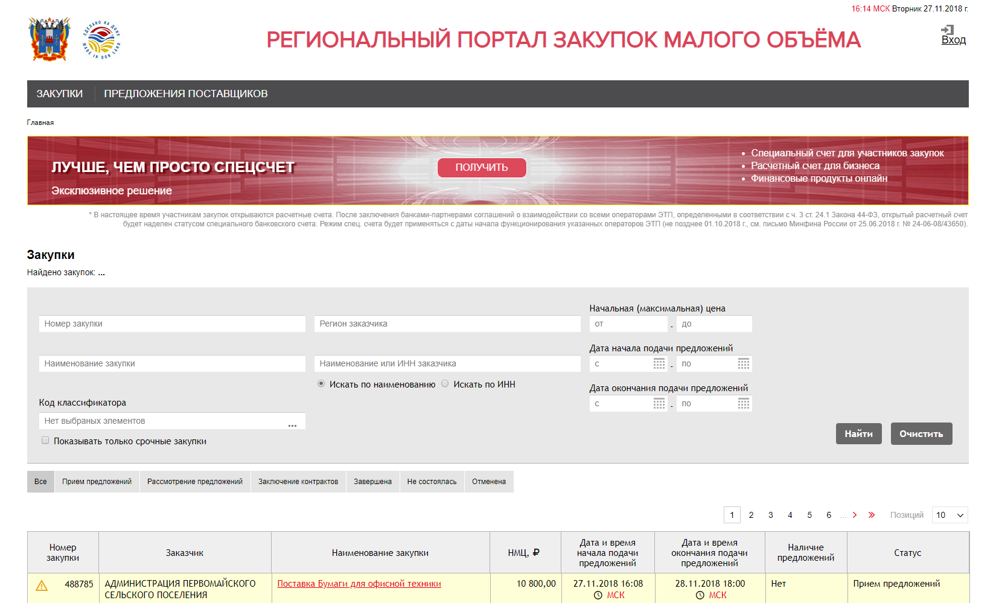 16:14 МСК Вторник 27.11.2018 г.
СДЕЛАНО НА ДОНУ
MADE IN DON LAND
РЕГИОНАЛЬНЫЙ ПОРТАЛ ЗАКУПОК МАЛОГО ОБЪЁМА
Вход
ЗАКУПКИ ПРЕДЛОЖЕНИЯ ПОСТАВЩИКОВ
Главная
ЛУЧШЕ, ЧЕМ ПРОСТО СПЕЦСЧЕТ
Эксклюзивное решение
ПОЛУЧИТЬ
• Специальный счет для участников закупок
• Расчетный счет для бизнеса
• Финансовые продукты онлайн
* В настоящее время участникам закупок открываются расчетные счета. После заключения банками-партнерами соглашений о взаимодействии со всеми операторами ЭТП, определенными в соответствии с ч. 3 ст. 24.1 Закона 44-ФЗ, открытый расчетный счет
будет наделен статусом специального банковского счета. Режим спец. счета будет применяться с даты начала функционирования указанных операторов ЭТП (не позднее 01.10.2018 г., см. письмо Минфина России от 25.06.2018 г. № 24-06-08/43650).
Закупки
Найдено закупок: ...
Начальная (максимальная) цена
Номер закупки Регион заказчика от - до
Дата начала подачи предложений
Наименование закупки Наименование или ИНН заказчика с - по
Искать по наименованию Искать по ИНН
Дата окончания подачи предложений
с - по
Код классификатора
Нет выбраных элементов ...
Показывать только срочные закупки
Найти Очистить
Все Прием предложений Рассмотрение предложений Заключение контрактов Завершена Не состоялась Отменена
1 2 3 4 5 6 ... > » Позиций 10
Номер
закупки
Заказчик
Наименование закупки
НМЦ, ₽
Дата и время
начала подачи
предложений
Дата и время
окончания подачи
предложений
Наличие
предложений
Статус
488785
АДМИНИСТРАЦИЯ ПЕРВОМАЙСКОГО
СЕЛЬСКОГО ПОСЕЛЕНИЯ
Поставка Бумаги для офисной техники
10 800,00
27.11.2018 16:08
МСК
28.11.2018 18:00
МСК
Нет
Прием предложений